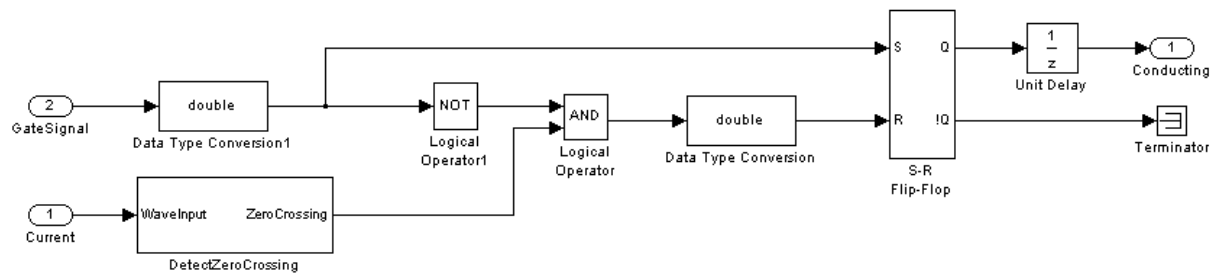 S
Q
1
z
Unit Delay
1
Conducting
2
GateSignal
double
Data Type Conversion1
NOT
Logical
Operator1
AND
Logical
Operator
double
Data Type Conversion
R
!Q
S-R
Flip-Flop
Terminator
1
Current
WaveInput
ZeroCrossing
DetectZeroCrossing